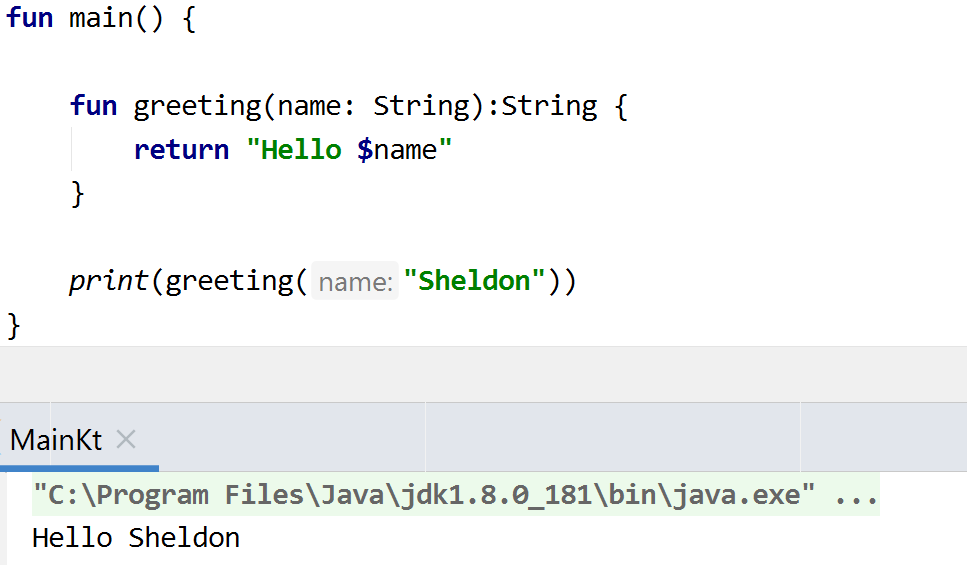 fun main() {
fun greeting(name: String):String {
return "Hello $name"
}
print(greeting( name: "Sheldon"))
}
MainKt ×
"C:\Program Files\Java\jdk1.8.0_181\bin\java.exe" ...
Hello Sheldon